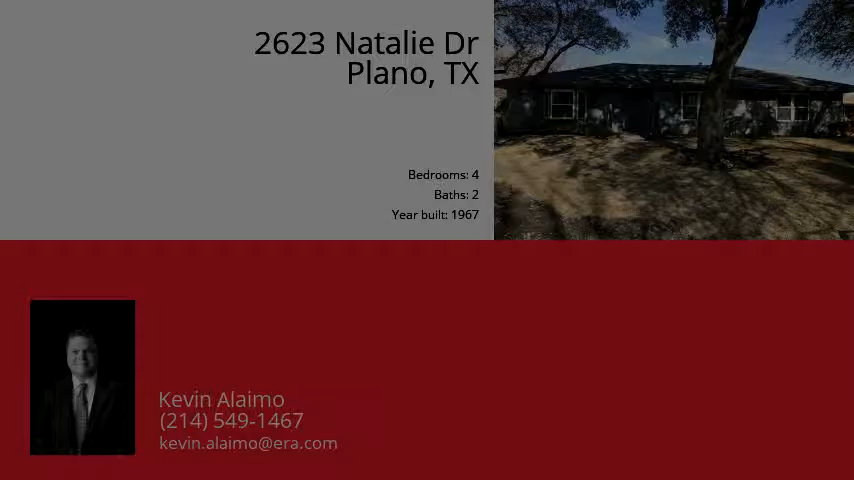 2623 Natalie Dr
Plano, TX
Bedrooms: 4
Baths: 2
Year built: 1967
Kevin Alaimo
(214) 549-1467
kevin.alaimo@era.com